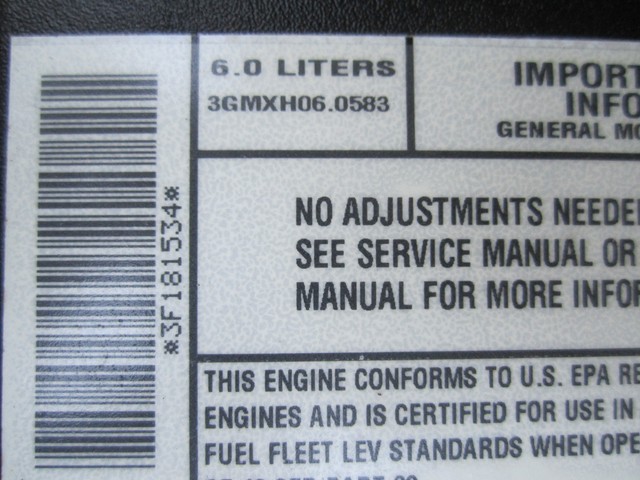 6.0 LITERS
3GMXH06.0583
IMPORT
INFO
GENERAL MO
*3F181534*
NO ADJUSTMENTS NEEDE
SEE SERVICE MANUAL OR
MANUAL FOR MORE INFOR
THIS ENGINE CONFORMS TO U.S. EPA RE
ENGINES AND IS CERTIFIED FOR USE IN
FUEL FLEET LEV STANDARDS WHEN OPE